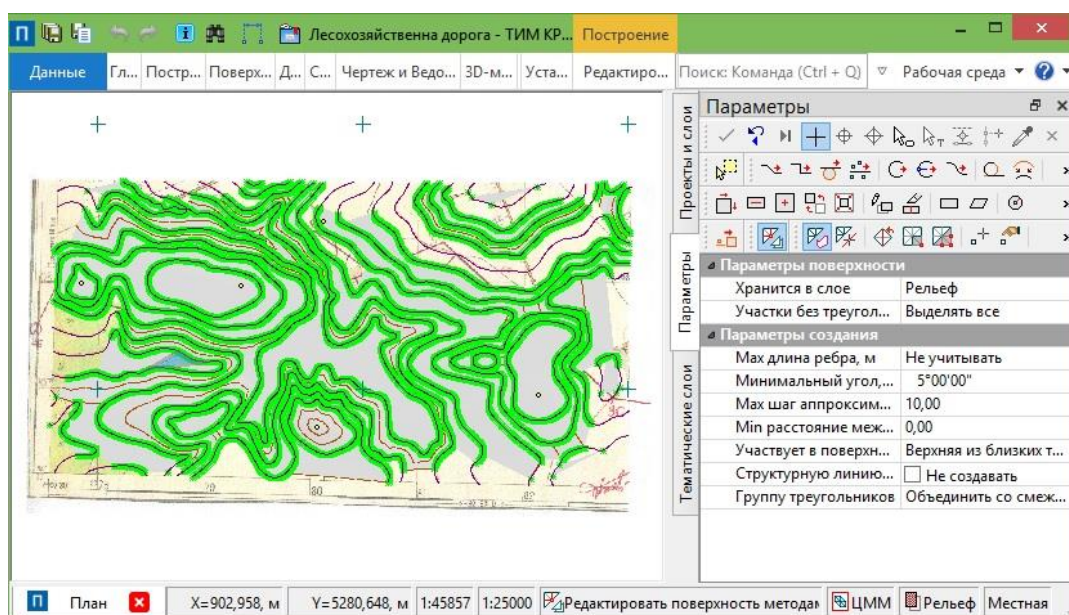 Лесохозяйственна дорога - ТИМ КР... Построение
Данные Гл... Постр... Поверх... Д... С... Чертеж и Ведо... 3D-м... Уста... Редактиро... Поиск: Команда (Ctrl + Q) Рабочая среда
Проекты и слои
Параметры
Тематические слои
Параметры
Параметры поверхности
Хранится в слое Рельеф
Участки без треугол... Выделять все
Параметры создания
Max длина ребра, м Не учитывать
Минимальный угол,... 5°00'00"
Max шаг аппроксим... 10,00
Min расстояние меж... 0,00
Участвует в поверхн... Верхняя из близких т...
Структурную линию... Не создавать
Группу треугольников Объединить со смеж...
79 80 81 82
П План X=902,958, м Y=5280,648, м 1:45857 1:25000 Редактировать поверхность методам ЦММ Рельеф Местная